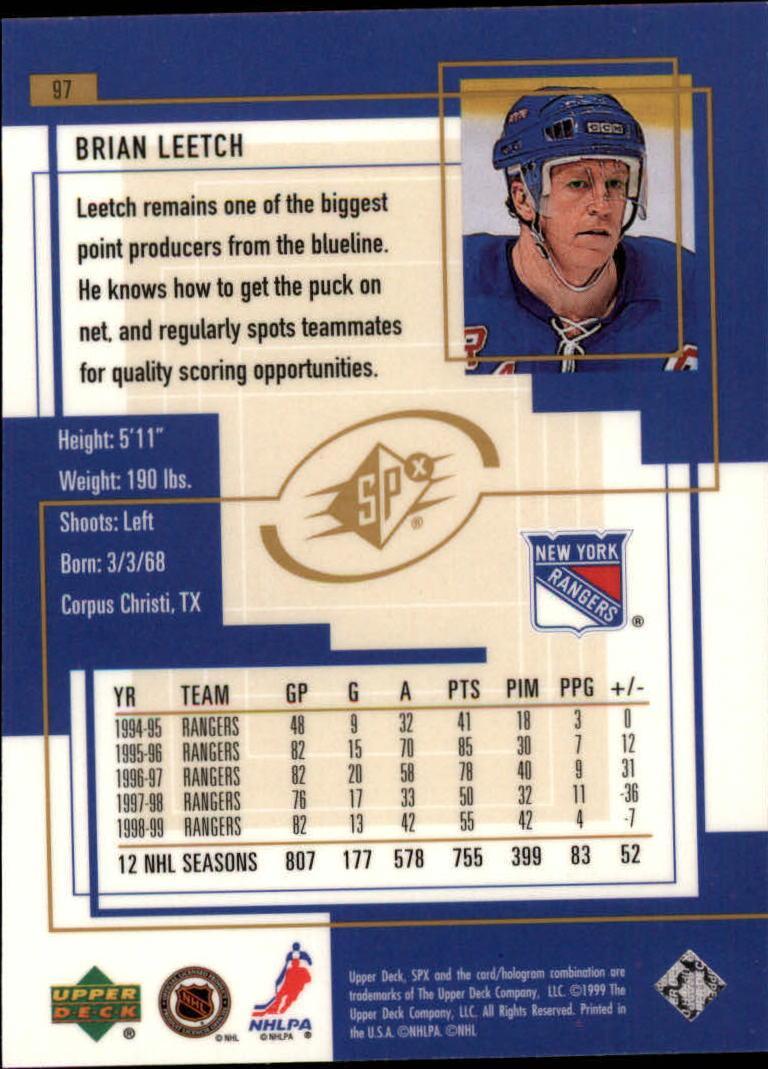 97
CCM
BRIAN LEETCH
Leetch remains one of the biggest
point producers from the blueline.
He knows how to get the puck on
net, and regularly spots teammates
for quality scoring opportunities.
Height: 5'11"
Weight: 190 lbs.
Shoots: Left
Born: 3/3/68
Corpus Christi, TX
SPX®
NEW YORK
RANGERS
®
YR TEAM GP G A PTS PIM PPG +/-
1994-95 RANGERS 48 9 32 41 18 3 0
1995-96 RANGERS 82 15 70 85 30 7 12
1996-97 RANGERS 82 20 58 78 40 9 31
1997-98 RANGERS 76 17 33 50 32 11 -36
1998-99 RANGERS 82 13 42 55 42 4 -7
12 NHL SEASONS 807 177 578 755 399 83 52
UPPER
DECK
®
NHL
© NHL
NHLPA
© NHLPA ®
Upper Deck, SPX and the card/hologram combination are
trademarks of The Upper Deck Company, LLC. ©1999 The
Upper Deck Company, LLC. All Rights Reserved. Printed in
the U.S.A. ©NHLPA. ©NHL